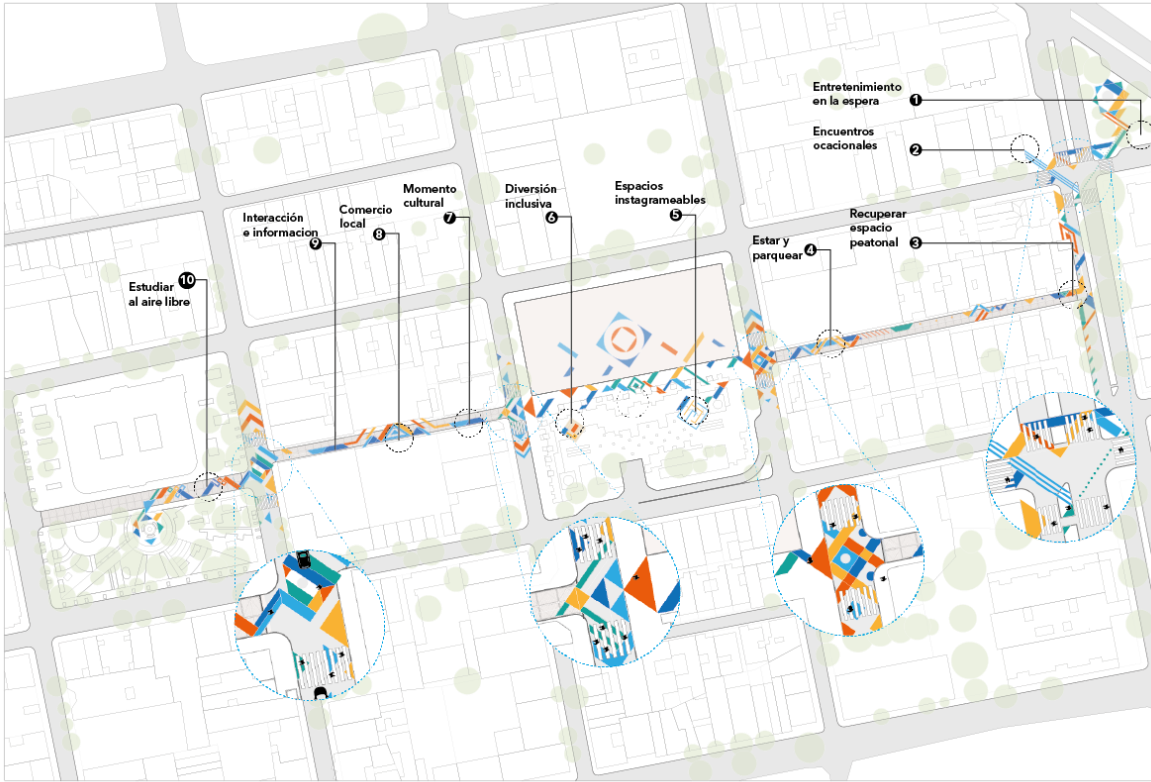 Entretenimiento
en la espera
1
Encuentros
ocacionales
2
Recuperar
espacio
peatonal
3
Estar y
parquear
4
Espacios
instagrameables
5
Diversión
inclusiva
6
Momento
cultural
7
Comercio
local
8
Interacción
e informacion
9
Estudiar
al aire libre
10